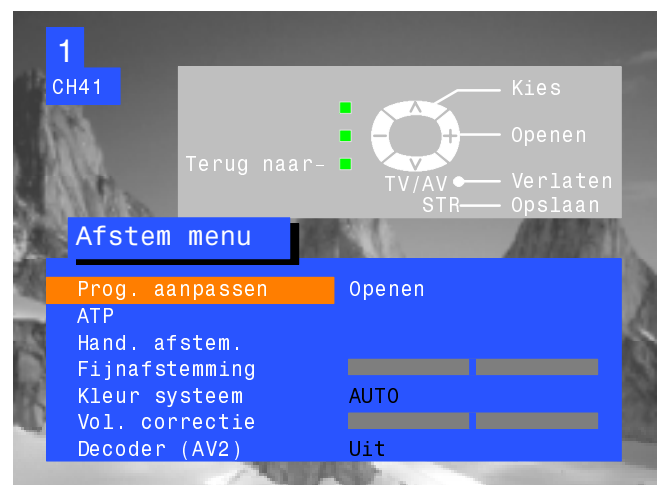 1
CH41
Kies
Openen
Terug naar-
TV/AV Verlaten
STR Opslaan
Afstem menu
Prog. aanpassen Openen
ATP
Hand. afstem.
Fijnafstemming
Kleur systeem AUTO
Vol. correctie
Decoder (AV2) Uit